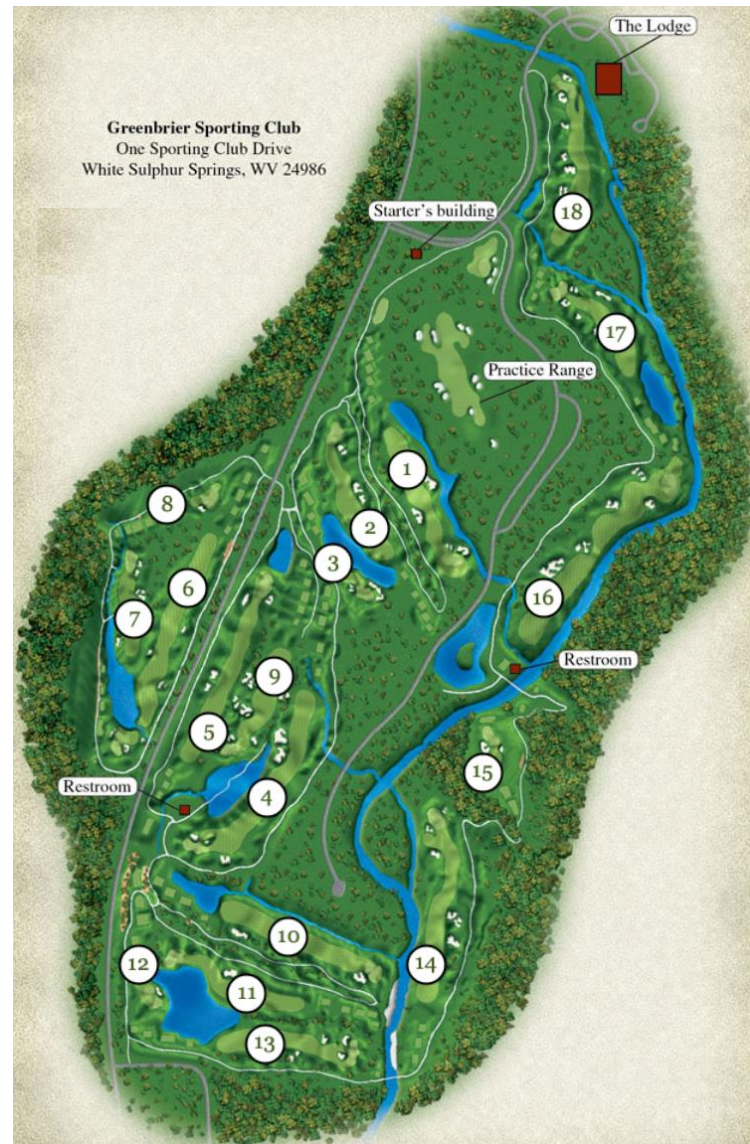 The Lodge
Greenbrier Sporting Club
One Sporting Club Drive
White Sulphur Springs, WV 24986
Starter's building
18
17
Practice Range
1
8
2
3
6
16
7
Restroom
9
5
15
Restroom
4
10
12
14
11
13